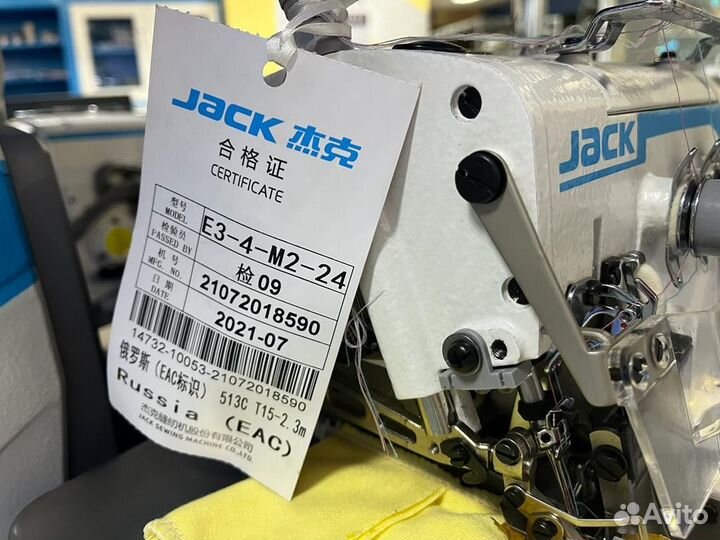 JACK 杰克
合格证
CERTIFICATE
型号
MODEL
E3-4-M2-24
检验员
PASSED BY
检09
机号
MFG. NO.
21072018590
日期
DATE
2021-07
14732-10053-21072018590
俄罗斯 (EAC标识) 513C T15-2.3m
Russia (EAC)
杰克缝纫机股份有限公司
JACK SEWING MACHINE CO.,LTD.
JACK
Avito